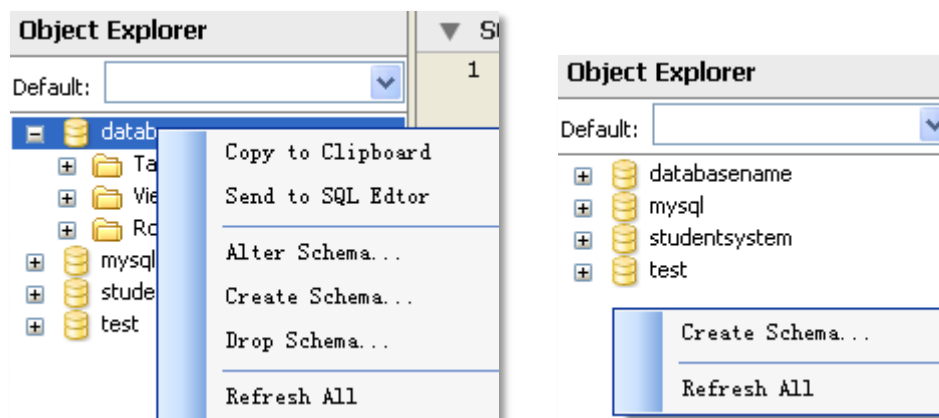 Object Explorer
Default:
1
datab
Ta
Vie
Ro
mysql
stude
test
Copy to Clipboard
Send to SQL Edtor
Alter Schema...
Create Schema...
Drop Schema...
Refresh All
Object Explorer
Default:
databasename
mysql
studentsystem
test
Create Schema...
Refresh All